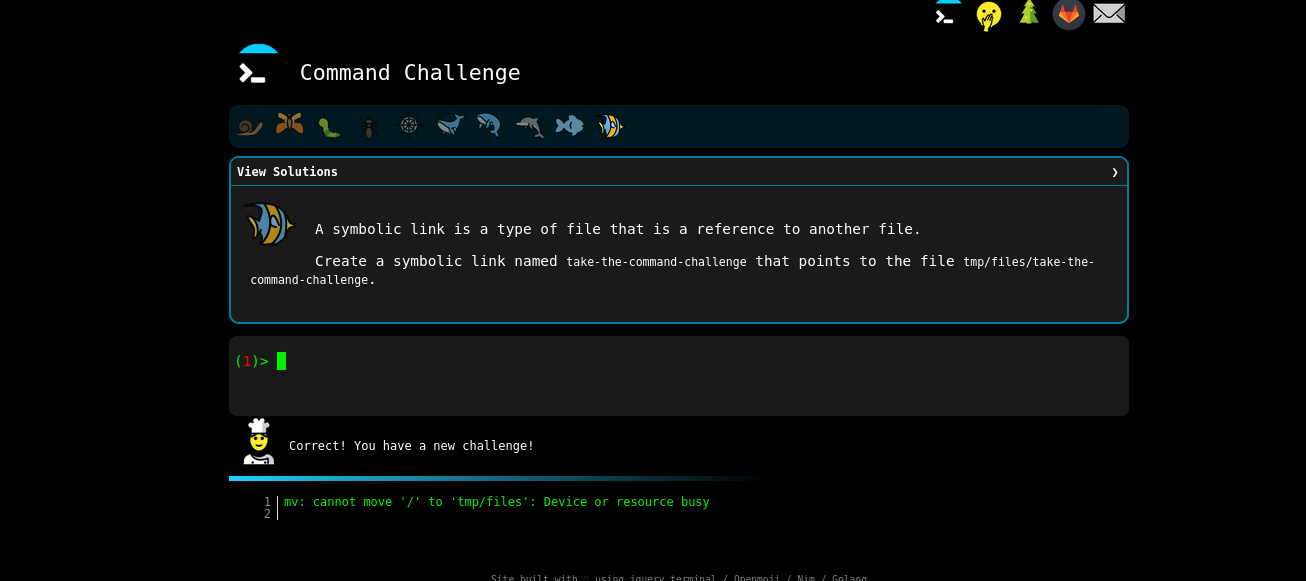 Command Challenge
View Solutions ❯
A symbolic link is a type of file that is a reference to another file.
Create a symbolic link named take-the-command-challenge that points to the file tmp/files/take-the-
command-challenge.
(1)>
Correct! You have a new challenge!
1 mv: cannot move '/' to 'tmp/files': Device or resource busy
2
Site built with ♡ using jquery terminal / Openmoji / Nim / Golang